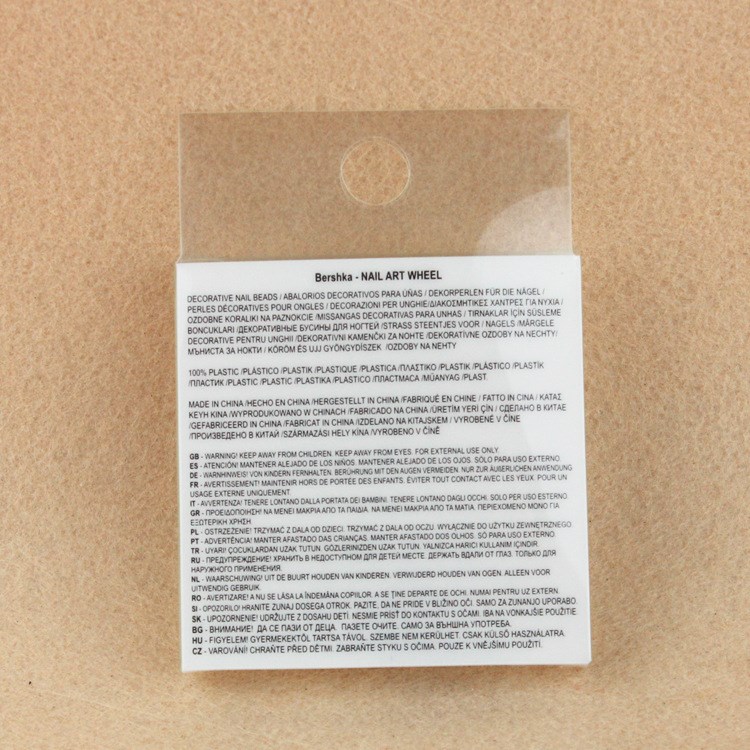 Bershka - NAIL ART WHEEL
DECORATIVE NAIL BEADS / ABALORIOS DECORATIVOS PARA UÑAS / DEKORPERLEN FÜR DIE NÄGEL /
PERLES DÉCORATIVES POUR ONGLES / DECORAZIONI PER UNGHIE/ΔΙΑΚΟΣΜΗΤΙΚΕΣ ΧΑΝΤΡΕΣ ΓΙΑ ΝΥΧΙΑ /
OZDOBNE KORALIKI NA PAZNOKCIE /MISSANGAS DECORATIVAS PARA UNHAS / TIRNAKLAR IÇİN SÜSLEME
BONCUKLARI /ДЕКОРАТИВНЫЕ БУСИНЫ ДЛЯ НОГТЕЙ /STRASS STEENTJES VOOR / NAGELS /MÄRGELE
DECORATIVE PENTRU UNGHII /DEKORATIVNI KAMENČKI ZA NOHTE /DEKORATÍVNE OZDOBY NA NECHTY/
МЪНИСТА ЗА НОКТИ / KÖRÖM ÉS UJJ GYÖNGYDÍSZEK /OZDOBY NA NEHTY
100% PLASTIC /PLÁSTICO /PLASTIK /PLASTIQUE /PLASTICA /ΠΛΑΣΤΙΚΟ /PLASTIK /PLÁSTICO /PLASTİK
/ПЛАСТИК /PLASTIC /PLASTIC /PLASTIKA /PLASTICO /ПЛАСТМАСА /MŰANYAG /PLAST.
MADE IN CHINA /HECHO EN CHINA /HERGESTELLT IN CHINA /FABRIQUÉ EN CHINE / FATTO IN CINA / ΚΑΤΑΣ
ΚΕΥΗ ΚΙΝΑ /WYPRODUKOWANO W CHINACH / FABRICADO NA CHINA /ÜRETİM YERİ ÇİN / СДЕЛАНО В КИТАЕ
/GEFABRICEERD IN CHINA / FABRICAT IN CHINA /IZDELANO NA KITAJSKEM / VYROBENÉ V ČÍNE
/ПРОИЗВЕДЕНО В КИТАЙ /SZÁRMAZÁSI HELY KÍNA /VYROBENO V ČÍNĚ
GB - WARNING! KEEP AWAY FROM CHILDREN. KEEP AWAY FROM EYES. FOR EXTERNAL USE ONLY.
ES - ATENCIÓN! MANTENER ALEJADO DE LOS NIÑOS. MANTENER ALEJADO DE LOS OJOS. SÓLO PARA USO EXTERNO.
DE - WARNHINWEIS! VON KINDERN FERNHALTEN. BERÜHRUNG MIT DEN AUGEN VERMEIDEN. NUR ZUR ÄUßERLICHEN ANWENDUNG
FR - AVERTISSEMENT! MAINTENIR HORS DE PORTÉE DES ENFANTS. ÉVITER TOUT CONTACT AVEC LES YEUX. POUR UN
USAGE EXTERNE UNIQUEMENT.
IT - AVVERTENZA! TENERE LONTANO DALLA PORTATA DEI BAMBINI. TENERE LONTANO DAGLI OCCHI. SOLO PER USO ESTERNO.
GR - ΠΡΟΕΙΔΟΠΟΙΗΣΗ! ΝΑ ΜΕΝΕΙ ΜΑΚΡΙΑ ΑΠΟ ΤΑ ΠΑΙΔΙΑ. ΝΑ ΜΕΝΕΙ ΜΑΚΡΙΑ ΑΠΟ ΤΑ ΜΑΤΙΑ. ΠΕΡΙΕΧΟΜΕΝΟ ΜΟΝΟ ΓΙΑ
ΕΞΩΤΕΡΙΚΗ ΧΡΗΣΗ
PL - OSTRZEŻENIE! TRZYMAĆ Z DALA OD DZIECI. TRZYMAĆ Z DALA OD OCZU. WYŁĄCZNIE DO UŻYTKU ZEWNĘTRZNEGO.
PT - ADVERTÊNCIA! MANTER AFASTADO DAS CRIANÇAS. MANTER AFASTADO DOS OLHOS. SÓ PARA USO EXTERNO.
TR - UYARI! ÇOCUKLARDAN UZAK TUTUN. GÖZLERINIZDEN UZAK TUTUN. YALNIZCA HARICI KULLANIM İÇİNDİR.
RU - ПРЕДУПРЕЖДЕНИЕ! ХРАНИТЬ В НЕДОСТУПНОМ ДЛЯ ДЕТЕЙ МЕСТЕ. ДЕРЖАТЬ ВДАЛИ ОТ ГЛАЗ. ТОЛЬКО ДЛЯ
НАРУЖНОГО ПРИМЕНЕНИЯ.
NL - WAARSCHUWING! UIT DE BUURT HOUDEN VAN KINDEREN. VERWIJDERD HOUDEN VAN OGEN. ALLEEN VOOR
UITWENDIG GEBRUIK.
RO - AVERTIZARE! A NU SE LĂSA LA ÎNDEMÂNA COPIILOR. A SE ȚINE DEPARTE DE OCHI. NUMAI PENTRU UZ EXTERN.
SI - OPOZORILO! HRANITE ZUNAJ DOSEGA OTROK. PAZITE, DA NE PRIDE V BLIŽINO OČI. SAMO ZA ZUNANJO UPORABO.
SK - UPOZORNENIE! UDRŽUJTE Z DOSAHU DETÍ. NESMIE PRÍSŤ DO KONTAKTU S OČAMI. IBA NA VONKAJŠIE POUŽITIE.
BG - ВНИМАНИЕ! ДА СЕ ПАЗИ ОТ ДЕЦА. ПАЗЕТЕ ОЧИТЕ. САМО ЗА ВЪНШНА УПОТРЕБА.
HU - FIGYELEM! GYERMEKEKTŐL TARTSA TÁVOL. SZEMBE NEM KERÜLHET. CSAK KÜLSŐ HASZNÁLATRA.
CZ - VAROVÁNÍ! CHRAŇTE PŘED DĚTMI. ZABRAŇTE STYKU S OČIMA. POUZE K VNĚJŠÍMU POUŽITÍ.